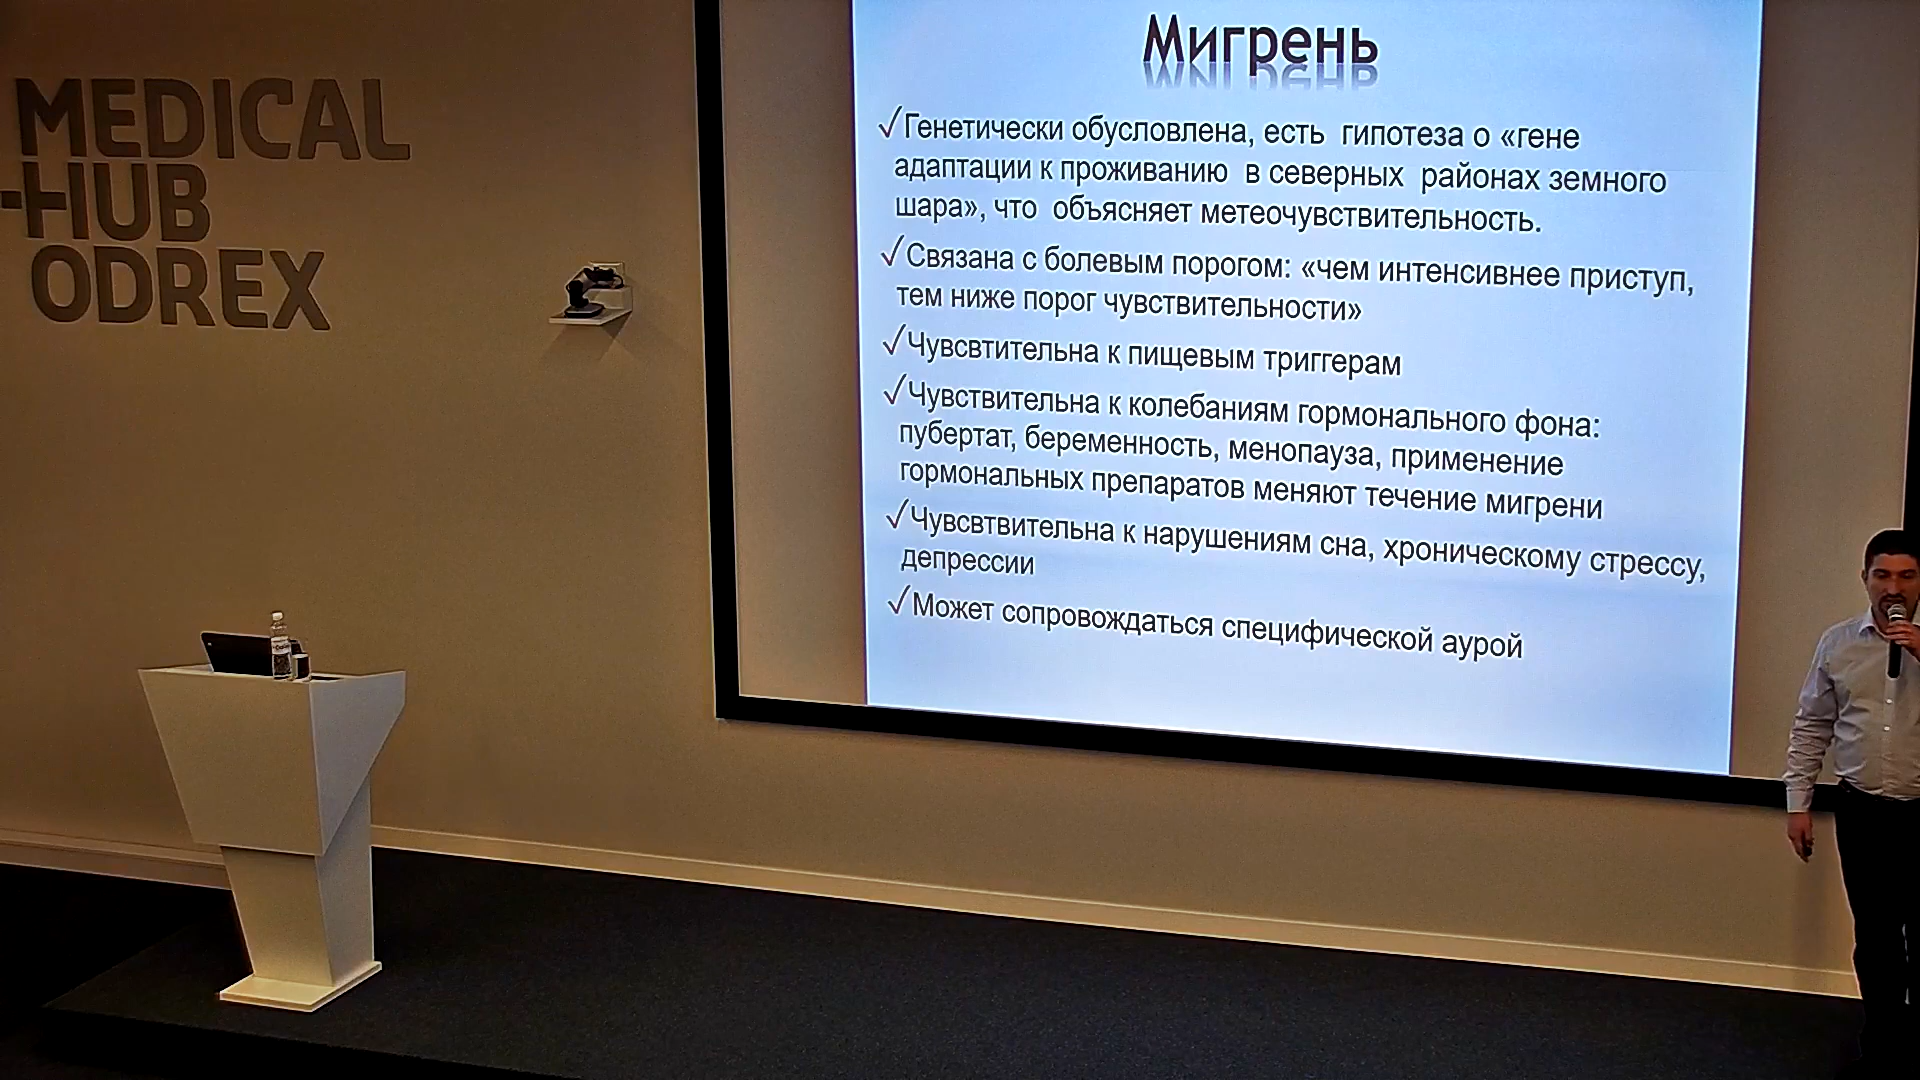 MEDICAL
HUB
ODREX
Мигрень
✓Генетически обусловлена, есть гипотеза о «гене
адаптации к проживанию в северных районах земного
шара», что объясняет метеочувствительность.
✓Связана с болевым порогом: «чем интенсивнее приступ,
тем ниже порог чувствительности»
✓Чувсвтительна к пищевым триггерам
✓Чувствительна к колебаниям гормонального фона:
пубертат, беременность, менопауза, применение
гормональных препаратов меняют течение мигрени
✓Чувсвтвительна к нарушениям сна, хроническому стрессу,
депрессии
✓Может сопровождаться специфической аурой